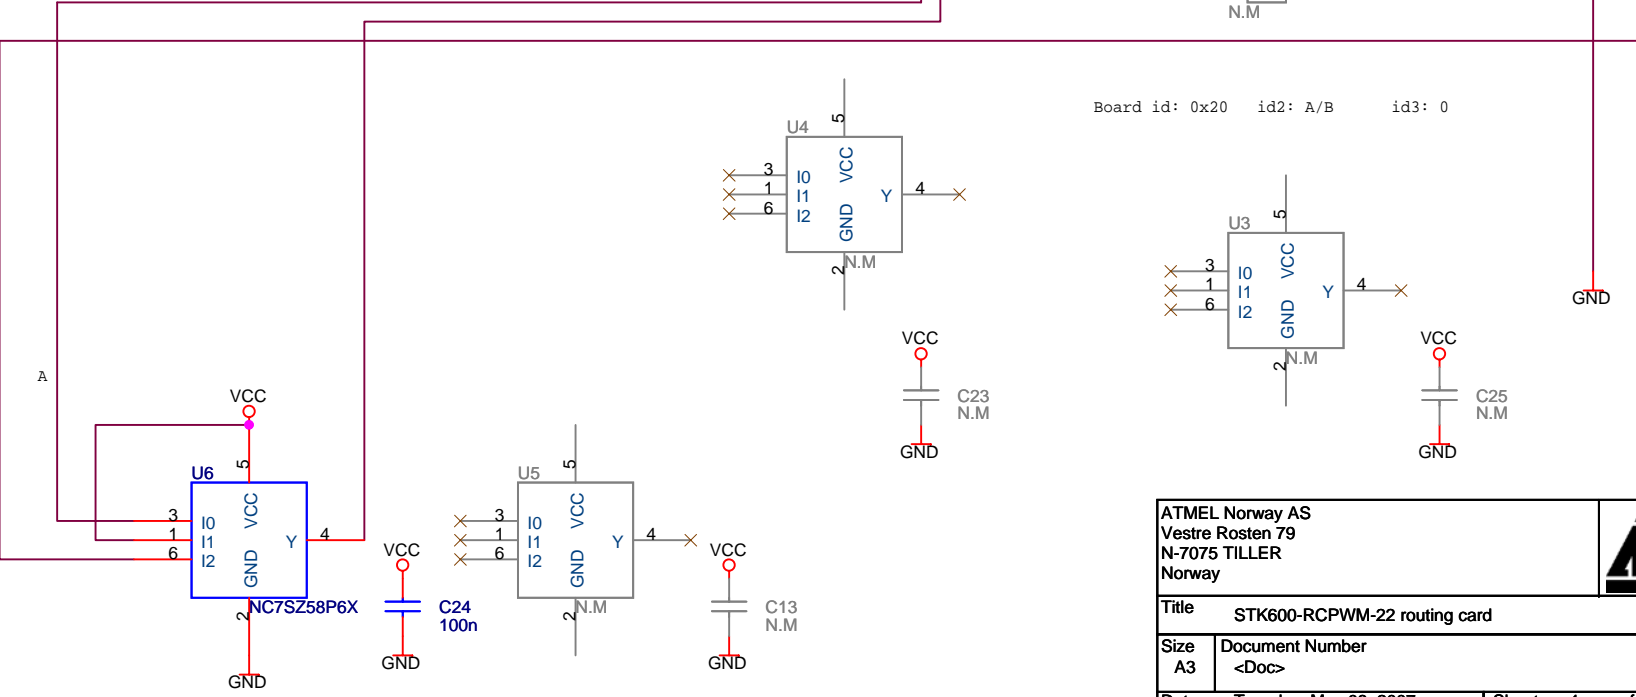 N.M
Board id: 0x20 id2: A/B id3: 0
U4
5
VCC
3 I0
1 I1
6 I2
Y 4
GND
2
N.M
U3
5
VCC
3 I0
1 I1
6 I2
Y 4
GND
2
N.M
GND
VCC
C23
N.M
GND
VCC
C25
N.M
GND
A
VCC
U6
5
VCC
3 I0
1 I1
6 I2
Y 4
GND
2
NC7SZ58P6X
GND
VCC
C24
100n
GND
U5
5
VCC
3 I0
1 I1
6 I2
Y 4
GND
2
N.M
VCC
C13
N.M
GND
ATMEL Norway AS
Vestre Rosten 79
N-7075 TILLER
Norway
Title
STK600-RCPWM-22 routing card
Size
A3
Document Number
<Doc>